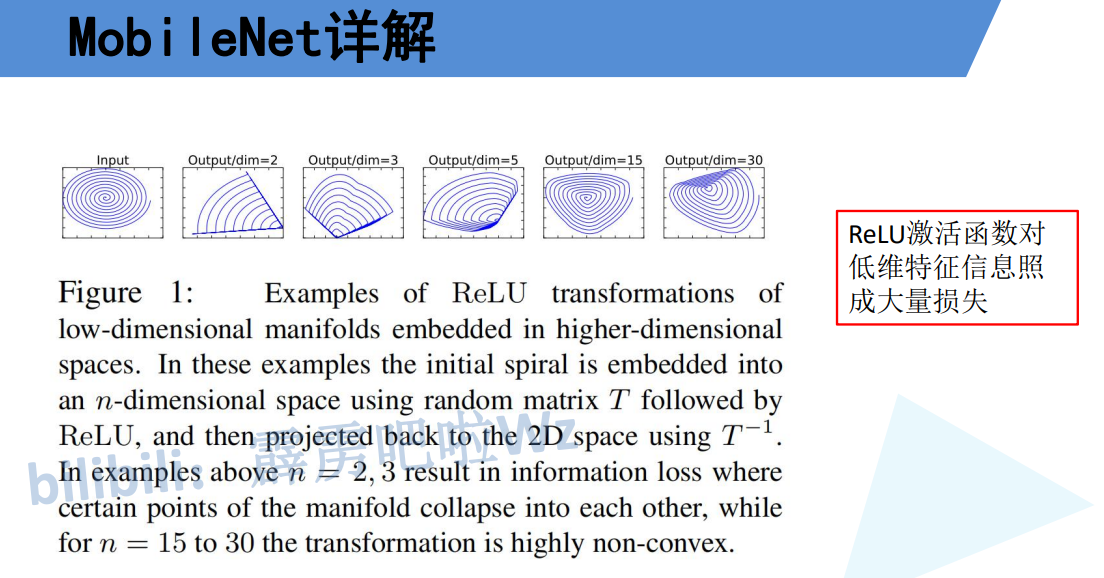 MobileNet详解
Input
Output/dim=2
Output/dim=3
Output/dim=5
Output/dim=15
Output/dim=30
ReLU激活函数对
低维特征信息照
成大量损失
Figure 1: Examples of ReLU transformations of
low-dimensional manifolds embedded in higher-dimensional
spaces. In these examples the initial spiral is embedded into
an n-dimensional space using random matrix T followed by
ReLU, and then projected back to the 2D space using T⁻¹.
In examples above n = 2, 3 result in information loss where
certain points of the manifold collapse into each other, while
for n = 15 to 30 the transformation is highly non-convex.
bilibili: 霹雳吧啦Wz